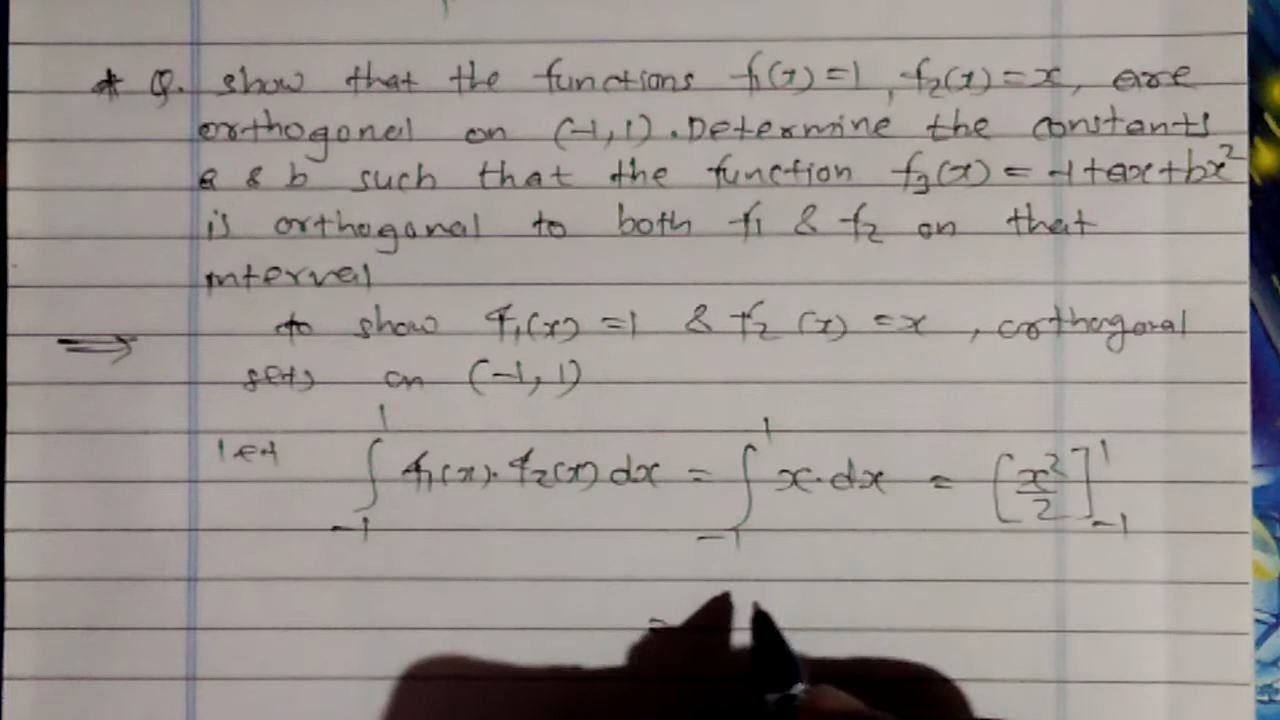 * Q. show that the functions f₁(x)=1, f₂(x)=x, are
orthogonal on (-1,1). Determine the constants
a & b such that the function f₃(x) = -1+ax+bx²
is orthogonal to both f₁ & f₂ on that
interval
⇒ to show f₁(x) =1 & f₂(x) =x, orthogonal
sets on (-1,1)
let ∫₋₁¹ f₁(x).f₂(x) dx = ∫₋₁¹ x.dx = [x²/2]₋₁¹
=